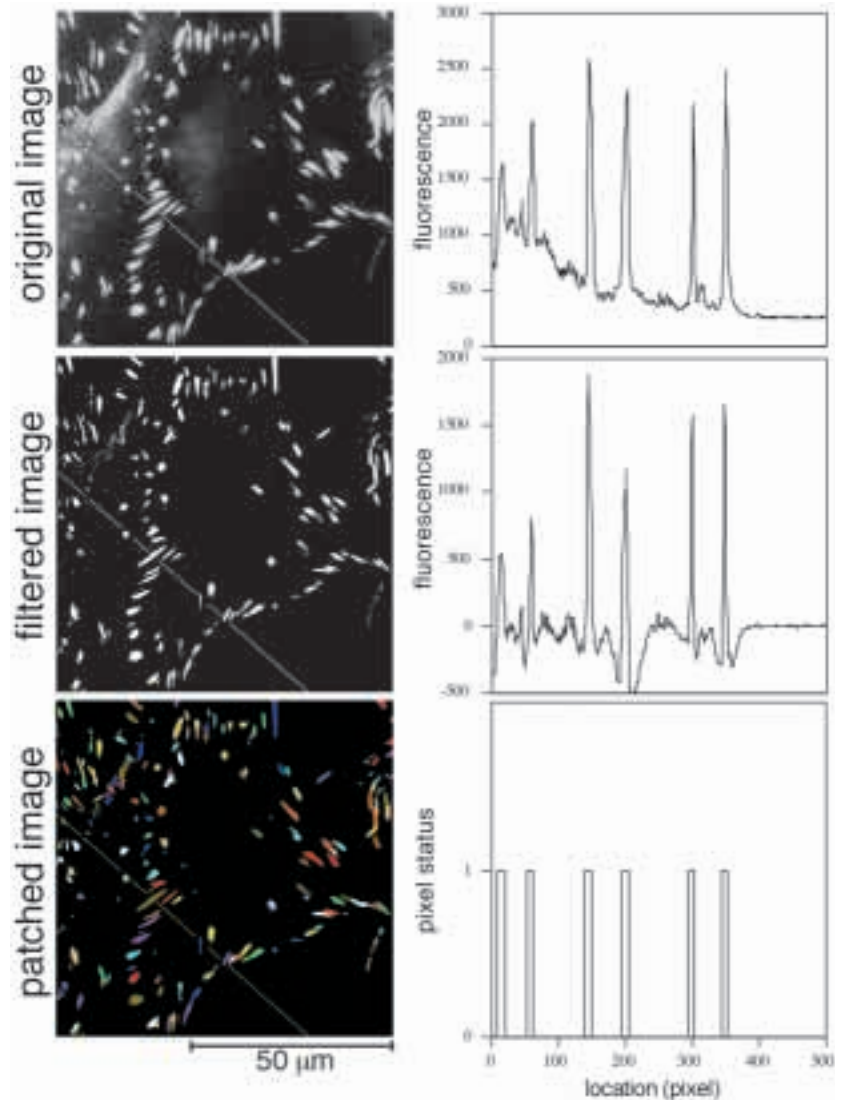 original image
fluorescence
3000
2500
2000
1500
1000
500
0
filtered image
fluorescence
2000
1500
1000
500
0
-500
patched image
pixel status
1
0
0 100 200 300 400 500
50 μm
location (pixel)